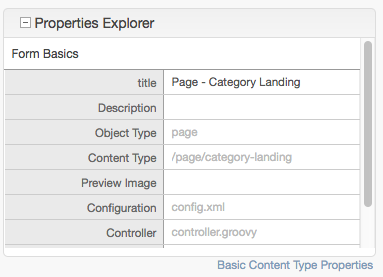 Properties Explorer
Form Basics
title Page - Category Landing
Description
Object Type page
Content Type /page/category-landing
Preview Image
Configuration config.xml
Controller controller.groovy
Basic Content Type Properties